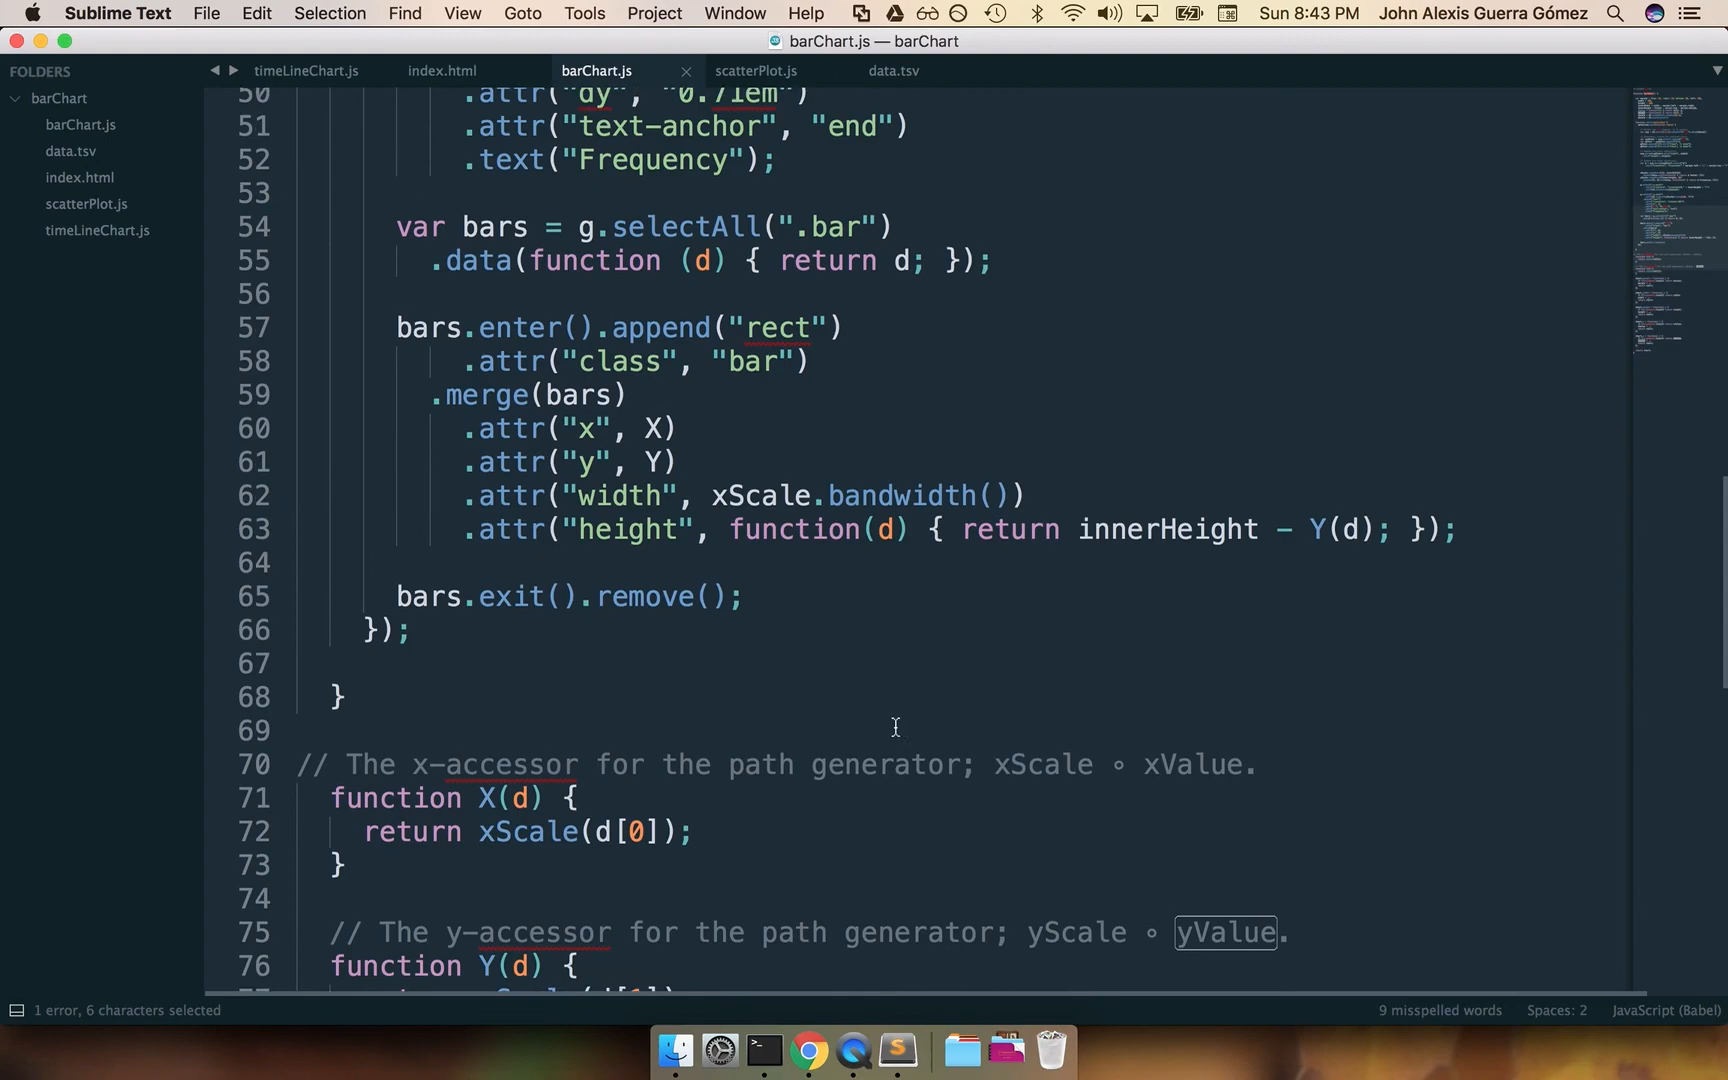 Sublime Text File Edit Selection Find View Goto Tools Project Window Help Sun 8:43 PM John Alexis Guerra Gómez
barChart.js — barChart
FOLDERS
barChart
barChart.js
data.tsv
index.html
scatterPlot.js
timeLineChart.js
timeLineChart.js index.html barChart.js scatterPlot.js data.tsv
50 .attr("dy", "0.71em")
51 .attr("text-anchor", "end")
52 .text("Frequency");
53
54 var bars = g.selectAll(".bar")
55 .data(function (d) { return d; });
56
57 bars.enter().append("rect")
58 .attr("class", "bar")
59 .merge(bars)
60 .attr("x", X)
61 .attr("y", Y)
62 .attr("width", xScale.bandwidth())
63 .attr("height", function(d) { return innerHeight - Y(d); });
64
65 bars.exit().remove();
66 });
67
68 }
69
70 // The x-accessor for the path generator; xScale ∘ xValue.
71 function X(d) {
72 return xScale(d[0]);
73 }
74
75 // The y-accessor for the path generator; yScale ∘ yValue.
76 function Y(d) {
1 error, 6 characters selected 9 misspelled words Spaces: 2 JavaScript (Babel)